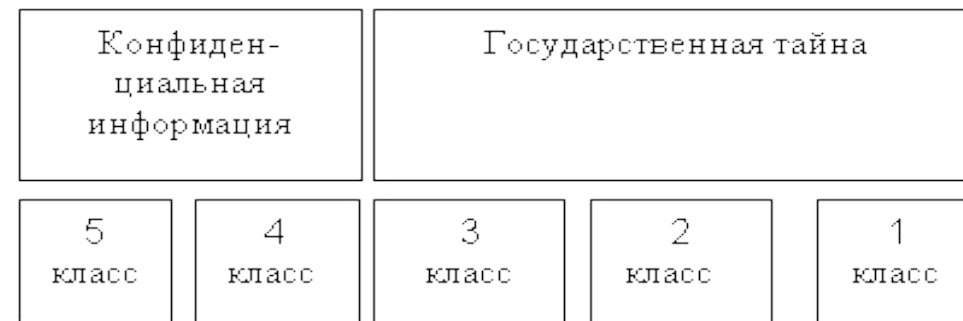 Конфиден-
циальная
информация
Государственная тайна
5
класс
4
класс
3
класс
2
класс
1
класс